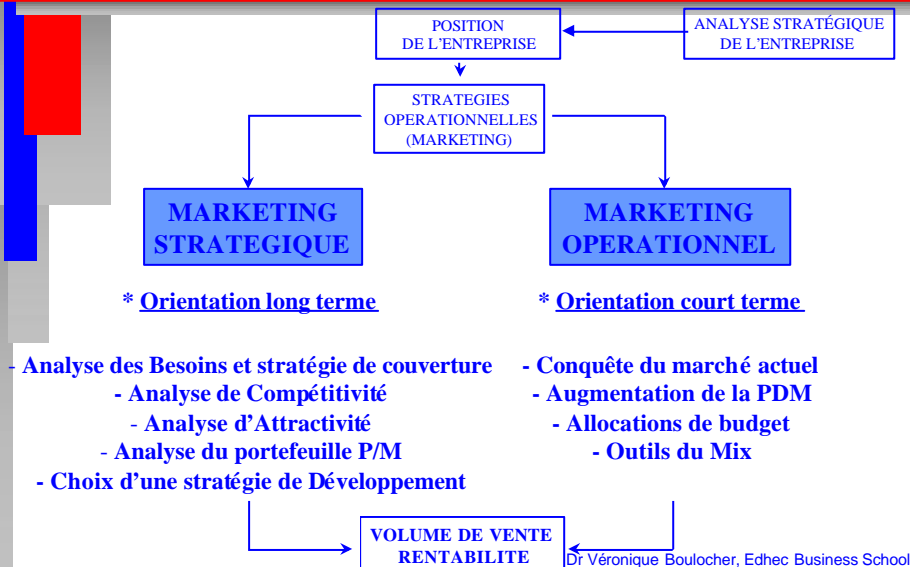 POSITION
DE L’ENTREPRISE
ANALYSE STRATÉGIQUE
DE L’ENTREPRISE
STRATEGIES
OPERATIONNELLES
(MARKETING)
MARKETING
STRATEGIQUE
* Orientation long terme
- Analyse des Besoins et stratégie de couverture
- Analyse de Compétitivité
- Analyse d’Attractivité
- Analyse du portefeuille P/M
- Choix d’une stratégie de Développement
MARKETING
OPERATIONNEL
* Orientation court terme
- Conquête du marché actuel
- Augmentation de la PDM
- Allocations de budget
- Outils du Mix
VOLUME DE VENTE
RENTABILITE
Dr Véronique Boulocher, Edhec Business School